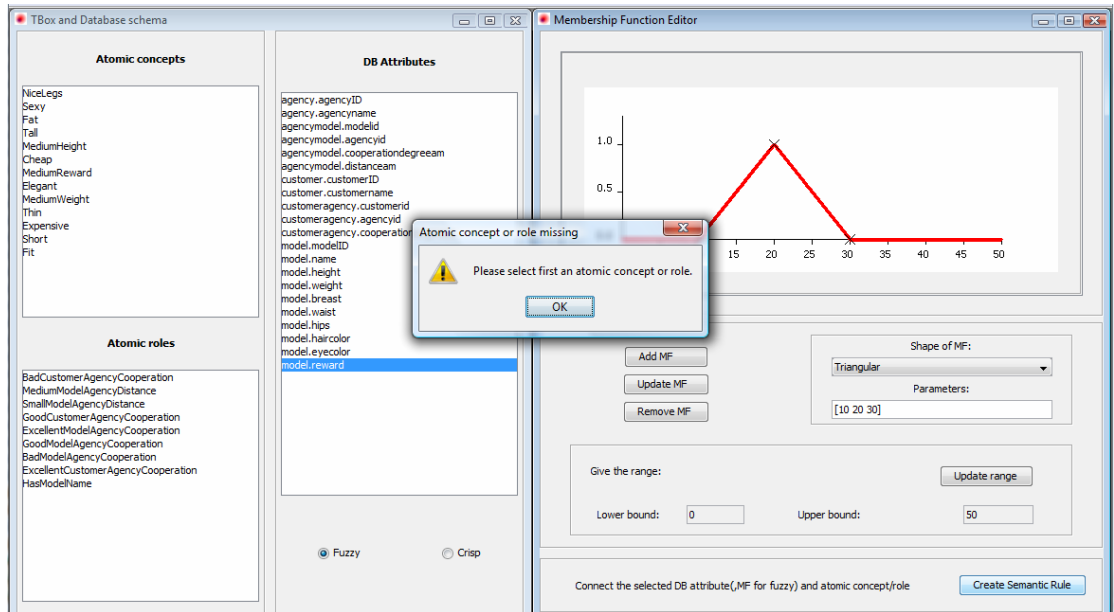 TBox and Database schema
Atomic concepts
NiceLegs
Sexy
Fat
Tall
MediumHeight
Cheap
MediumReward
Elegant
MediumWeight
Thin
Expensive
Short
Fit
Atomic roles
BadCustomerAgencyCooperation
MediumModelAgencyDistance
SmallModelAgencyDistance
GoodCustomerAgencyCooperation
ExcellentModelAgencyCooperation
GoodModelAgencyCooperation
BadModelAgencyCooperation
ExcellentCustomerAgencyCooperation
HasModelName
DB Attributes
agency.agencyID
agency.agencyname
agencymodel.modelid
agencymodel.agencyid
agencymodel.cooperationdegreeam
agencymodel.distanceam
customer.customerID
customer.customername
customeragency.customerid
customeragency.agencyid
customeragency.cooperation
model.modelID
model.name
model.height
model.weight
model.breast
model.waist
model.hips
model.haircolor
model.eyecolor
model.reward
Fuzzy Crisp
Atomic concept or role missing
Please select first an atomic concept or role.
OK
Membership Function Editor
1.0
0.5
0.0
15 20 25 30 35 40 45 50
Add MF
Update MF
Remove MF
Shape of MF:
Triangular
Parameters:
[10 20 30]
Give the range:
Update range
Lower bound: 0 Upper bound: 50
Connect the selected DB attribute(,MF for fuzzy) and atomic concept/role
Create Semantic Rule